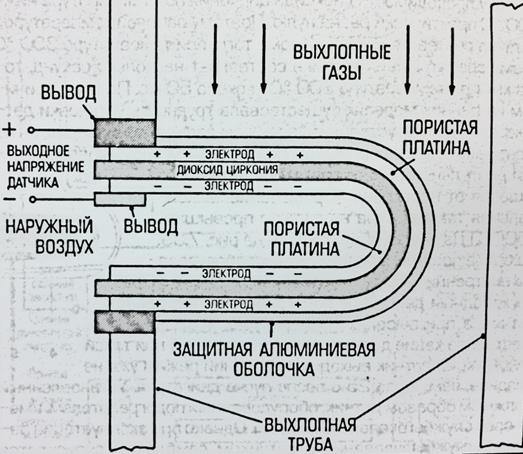 ВЫХЛОПНЫЕ
ГАЗЫ
ВЫВОД
+
ВЫХОДНОЕ
НАПРЯЖЕНИЕ
ДАТЧИКА
−
НАРУЖНЫЙ
ВОЗДУХ
ВЫВОД
ПОРИСТАЯ
ПЛАТИНА
+ + ЭЛЕКТРОД + +
ДИОКСИД ЦИРКОНИЯ
− − ЭЛЕКТРОД − −
ПОРИСТАЯ
ПЛАТИНА
− − ЭЛЕКТРОД − −
+ + ЭЛЕКТРОД + +
ЗАЩИТНАЯ АЛЮМИНИЕВАЯ
ОБОЛОЧКА
ВЫХЛОПНАЯ
ТРУБА